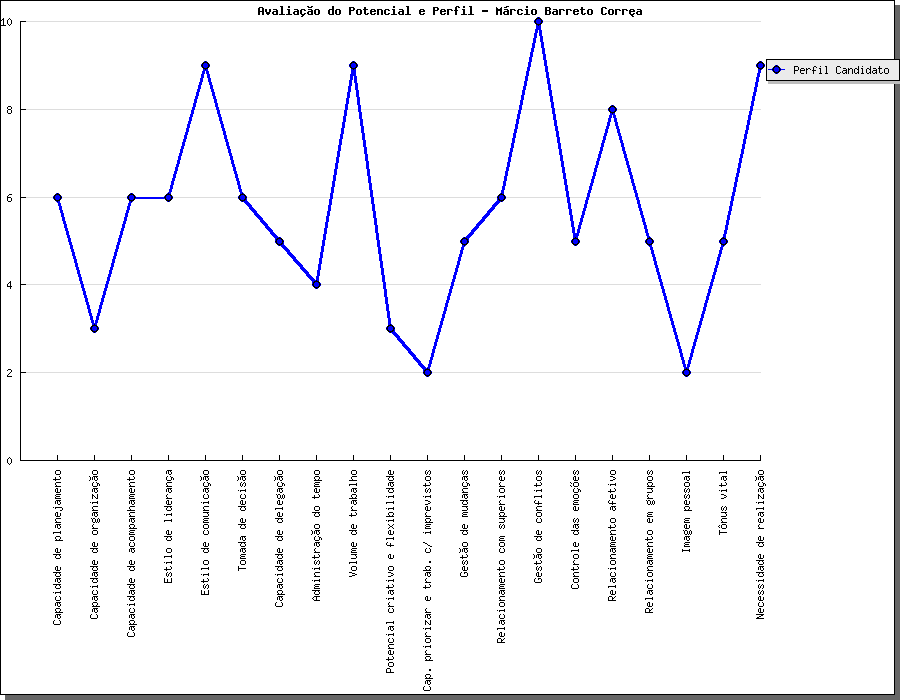 Avaliação do Potencial e Perfil - Márcio Barreto Corręa
10
8
6
4
2
0
Perfil Candidato
Capacidade de planejamento
Capacidade de organização
Capacidade de acompanhamento
Estilo de liderança
Estilo de comunicação
Tomada de decisão
Capacidade de delegação
Administração do tempo
Volume de trabalho
Potencial criativo e flexibilidade
Cap. priorizar e trab. c/ imprevistos
Gestão de mudanças
Relacionamento com superiores
Gestão de conflitos
Controle das emoções
Relacionamento afetivo
Relacionamento em grupos
Imagem pessoal
Tônus vital
Necessidade de realização